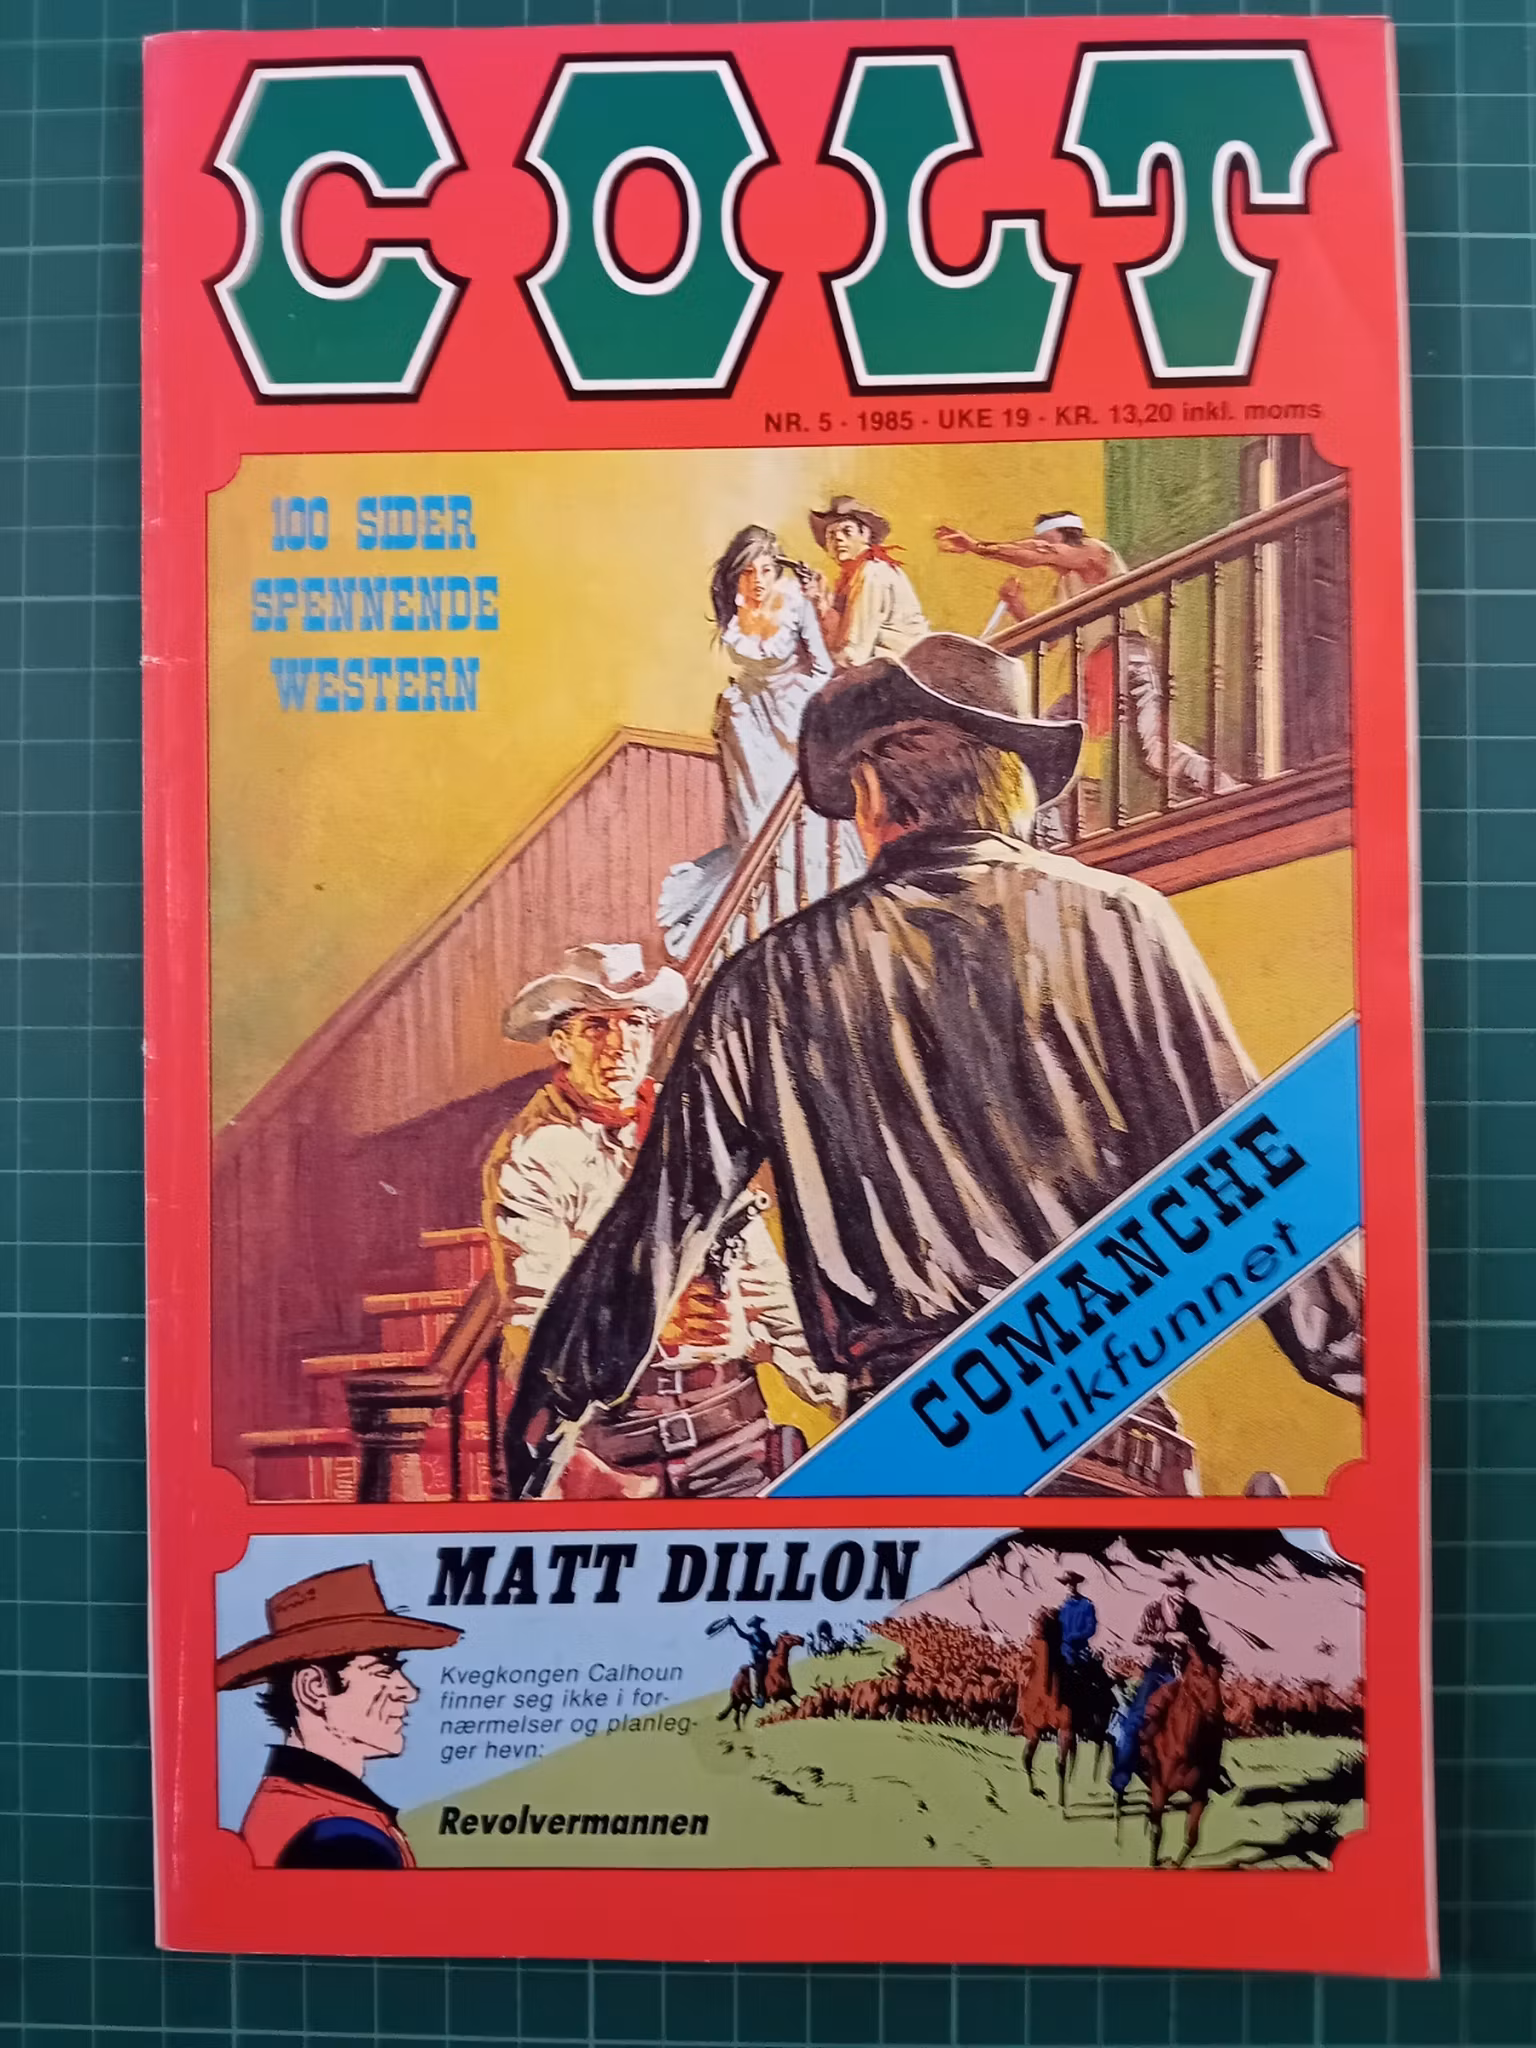 COLT
NR. 5 · 1985 · UKE 19 · KR. 13,20 inkl. moms
100 SIDER
SPENNENDE
WESTERN
COMANCHE
Likfunnet
MATT DILLON
Kvegkongen Calhoun
finner seg ikke i for-
nærmelser og planleg-
ger hevn:
Revolvermannen